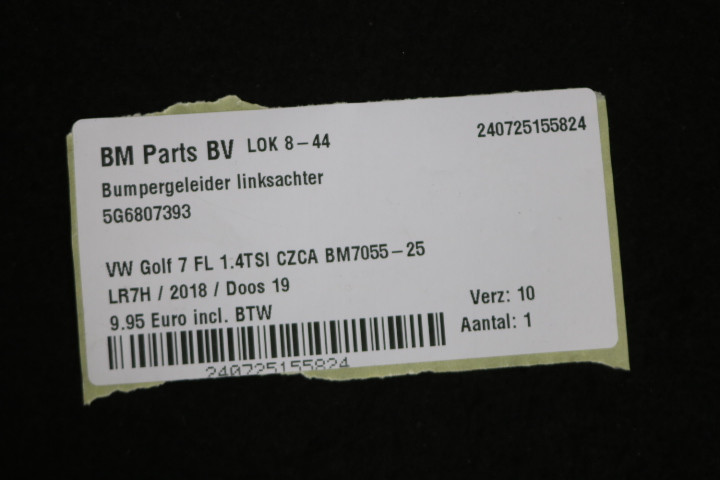 BM Parts BV LOK 8-44 240725155824
Bumpergeleider linksachter
5G6807393
VW Golf 7 FL 1.4TSI CZCA BM7055-25
LR7H / 2018 / Doos 19
Verz: 10
9.95 Euro incl. BTW
Aantal: 1
240725155824